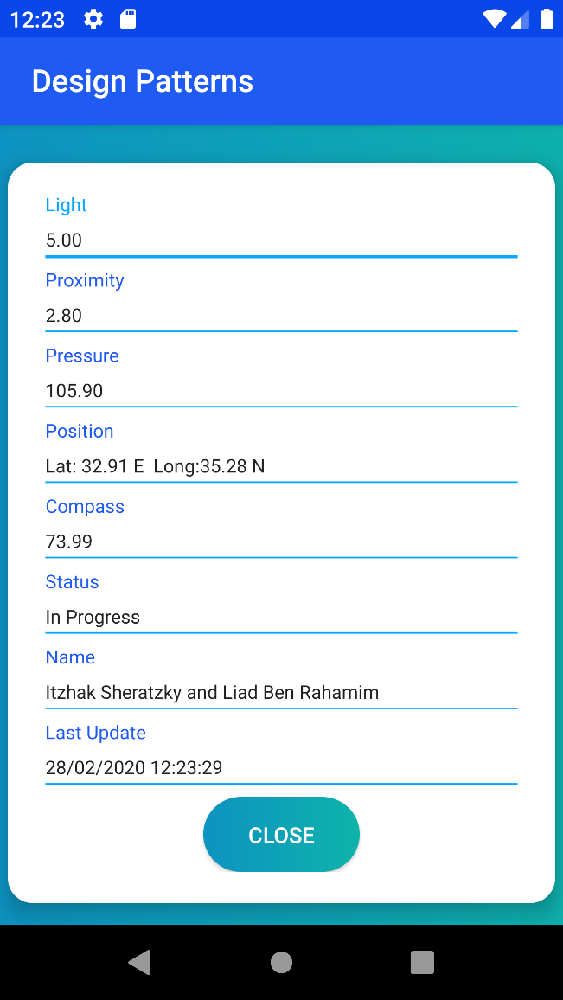 12:23
Design Patterns
Light
5.00
Proximity
2.80
Pressure
105.90
Position
Lat: 32.91 E  Long:35.28 N
Compass
73.99
Status
In Progress
Name
Itzhak Sheratzky and Liad Ben Rahamim
Last Update
28/02/2020 12:23:29
CLOSE